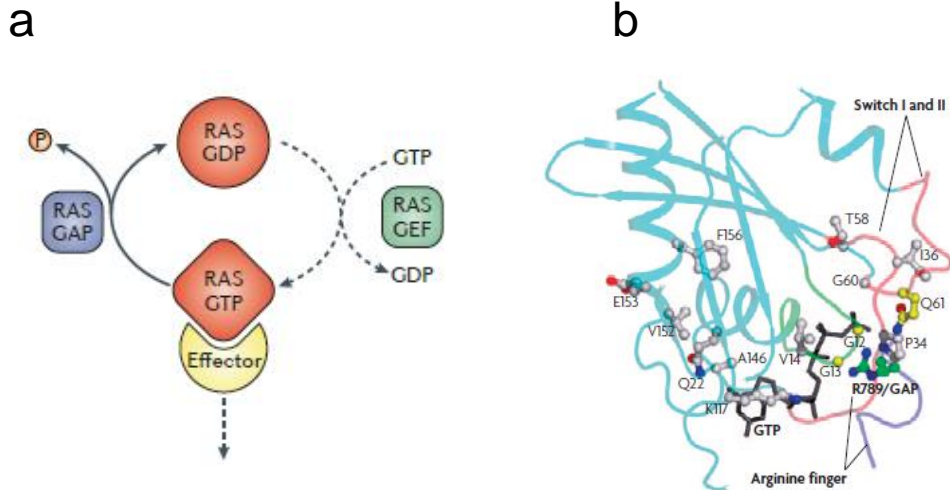 a
b
P
RAS
GDP
GTP
RAS
GAP
RAS
GEF
RAS
GTP
GDP
Effector
Switch I and II
T58
F156
I36
G60
Q61
E153
V152
G12
P34
A146
V14
G13
Q22
R789/GAP
K117
GTP
Arginine finger